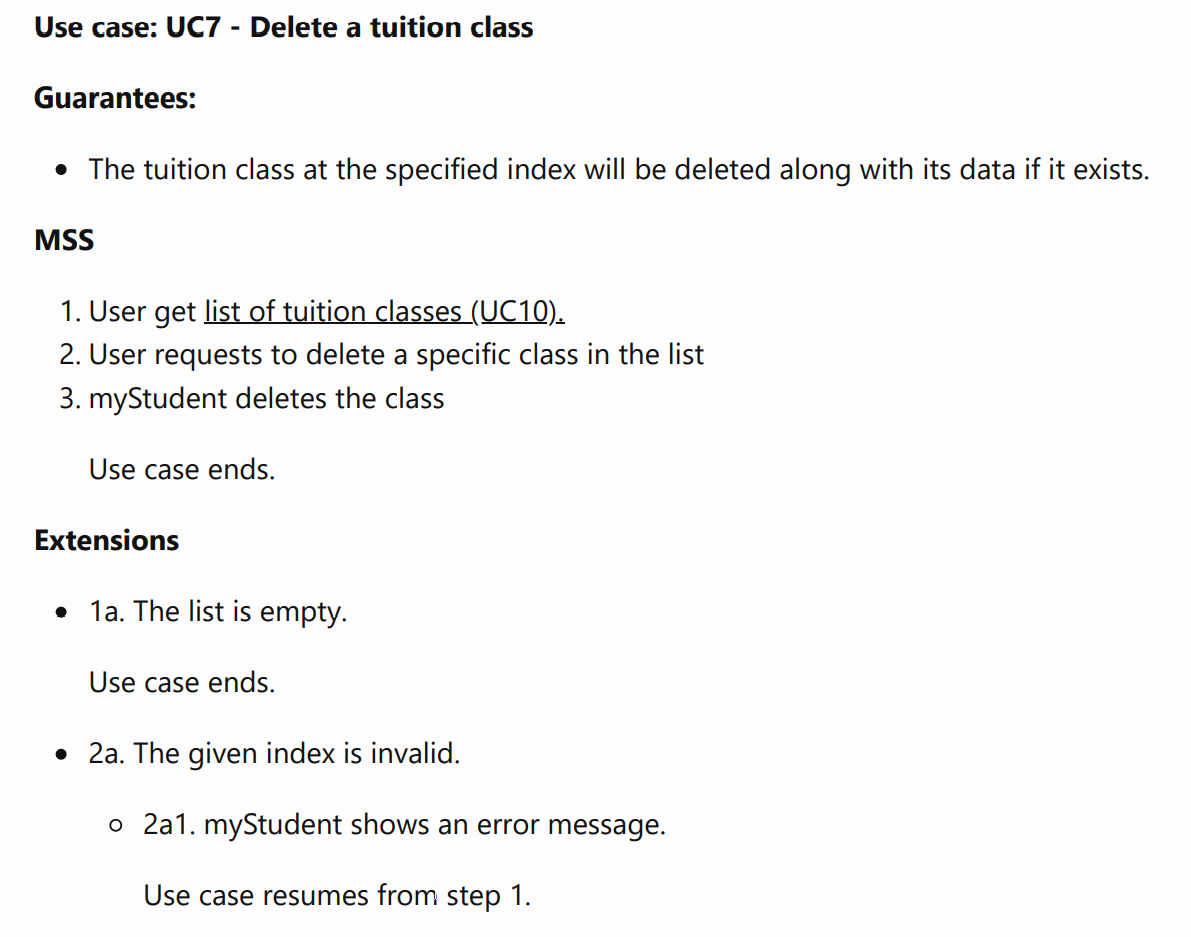 Use case: UC7 - Delete a tuition class
Guarantees:
• The tuition class at the specified index will be deleted along with its data if it exists.
MSS
1. User get list of tuition classes (UC10).
2. User requests to delete a specific class in the list
3. myStudent deletes the class
Use case ends.
Extensions
• 1a. The list is empty.
Use case ends.
• 2a. The given index is invalid.
○ 2a1. myStudent shows an error message.
Use case resumes from step 1.